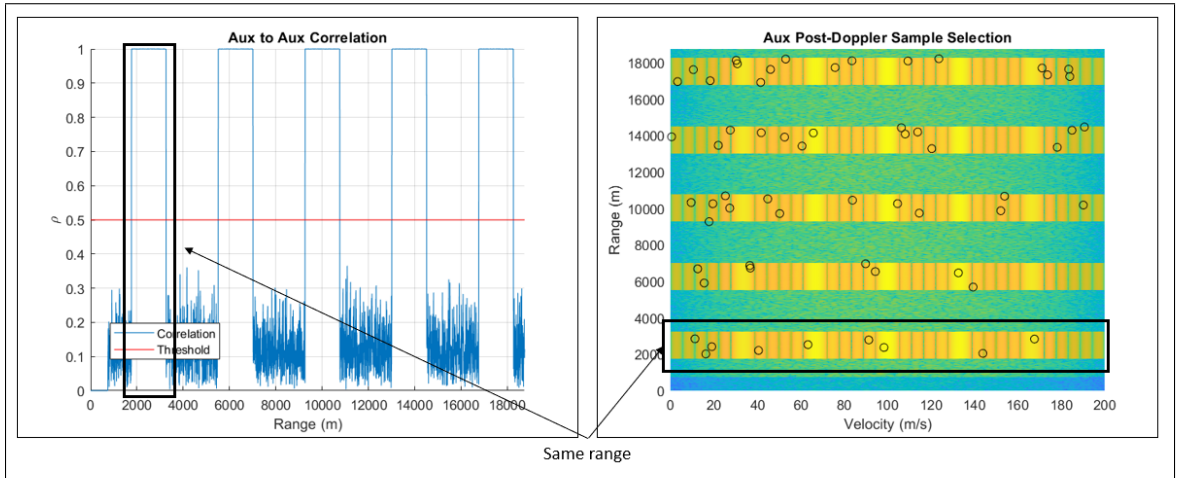 Aux to Aux Correlation
1
0.9
0.8
0.7
0.6
0.5
0.4
0.3
0.2
0.1
0
ρ
Correlation
Threshold
0 2000 4000 6000 8000 10000 12000 14000 16000 18000
Range (m)
Aux Post-Doppler Sample Selection
18000
16000
14000
12000
10000
8000
6000
4000
2000
0
Range (m)
0 20 40 60 80 100 120 140 160 180 200
Velocity (m/s)
Same range